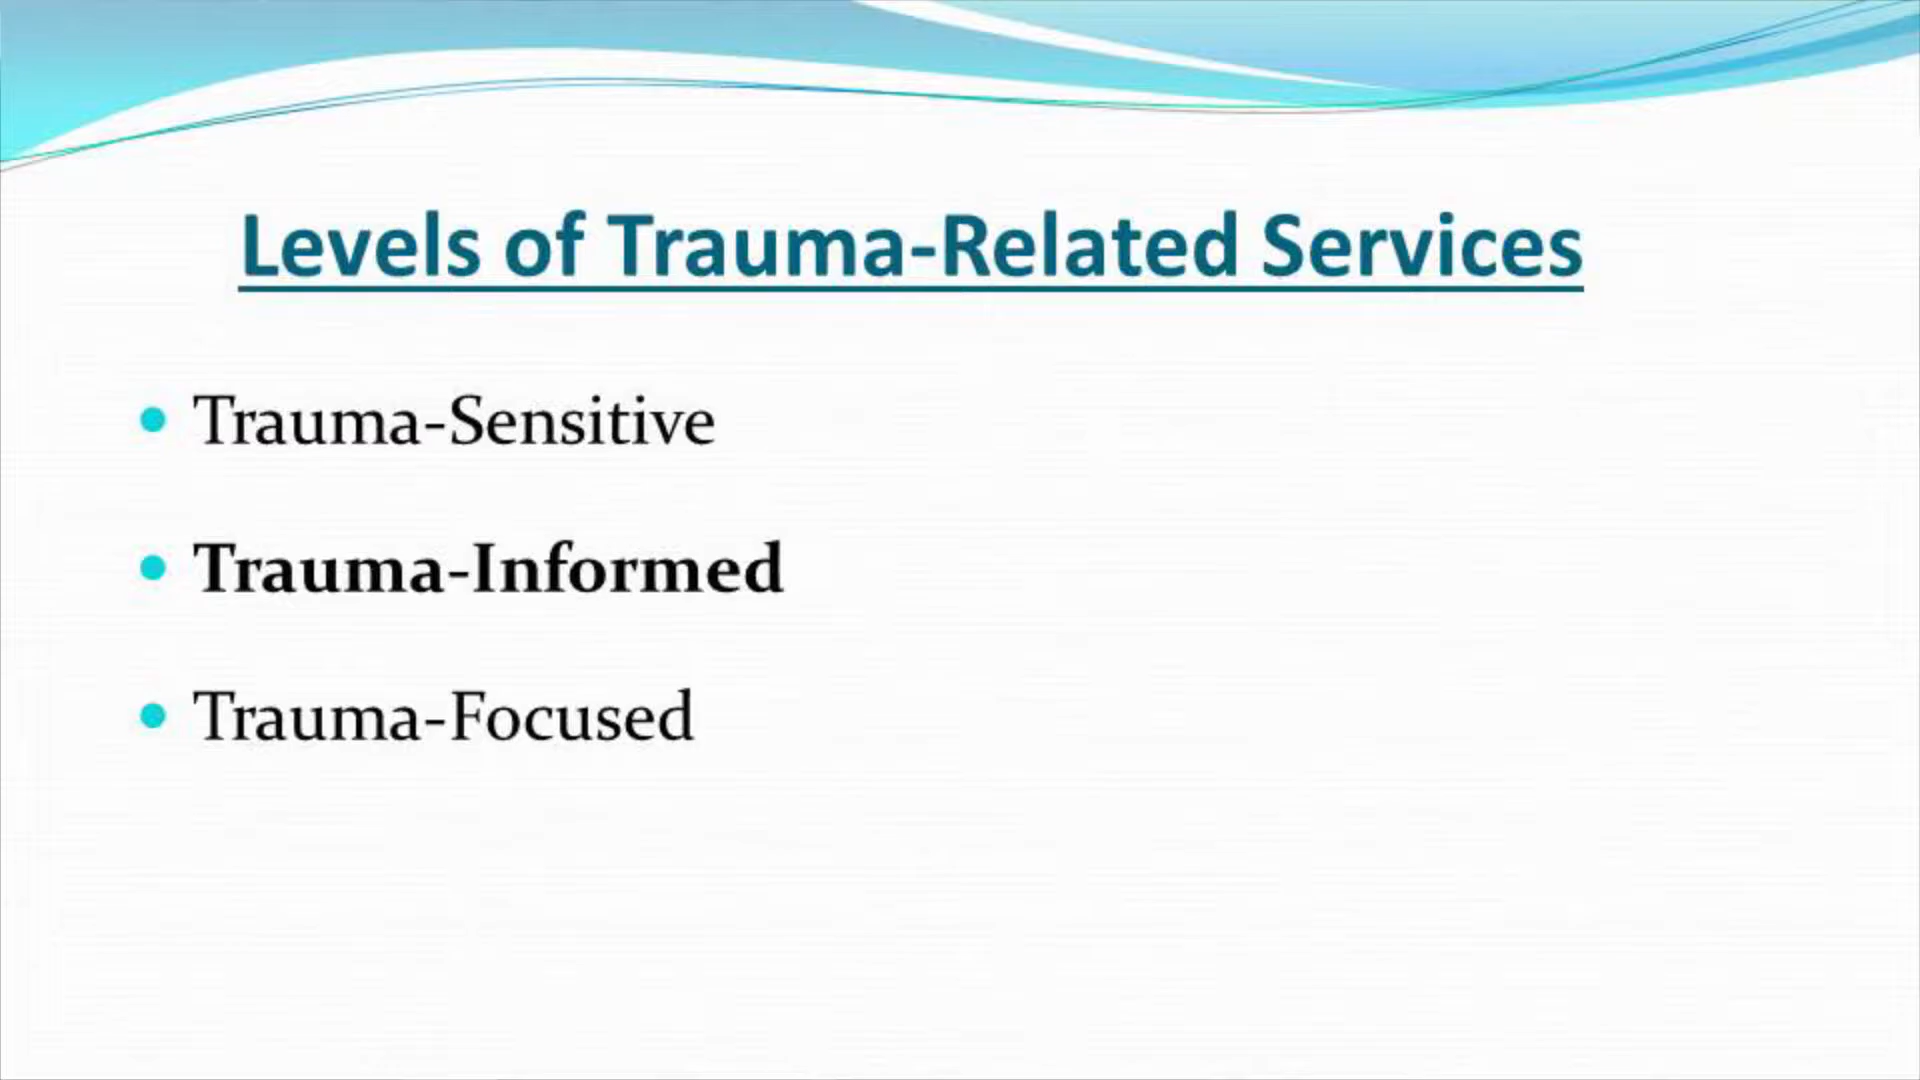 Levels of Trauma-Related Services
Trauma-Sensitive
Trauma-Informed
Trauma-Focused